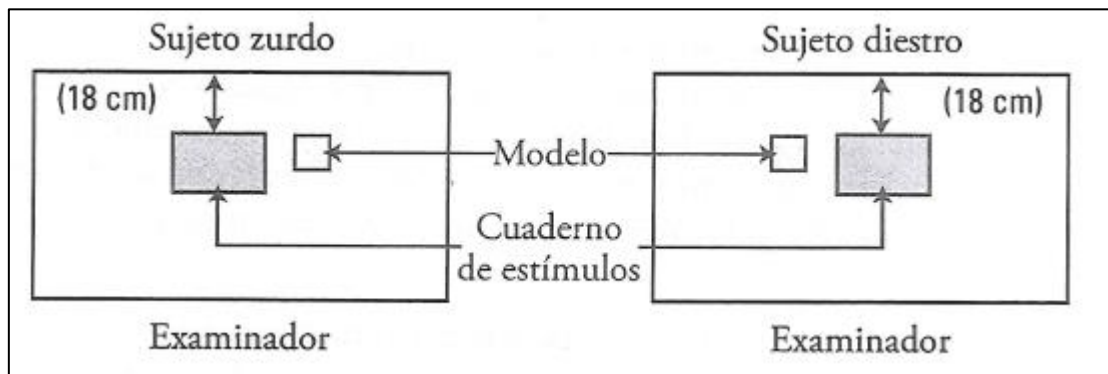 Sujeto zurdo
Sujeto diestro
(18 cm)
(18 cm)
Modelo
Cuaderno
de estímulos
Examinador
Examinador